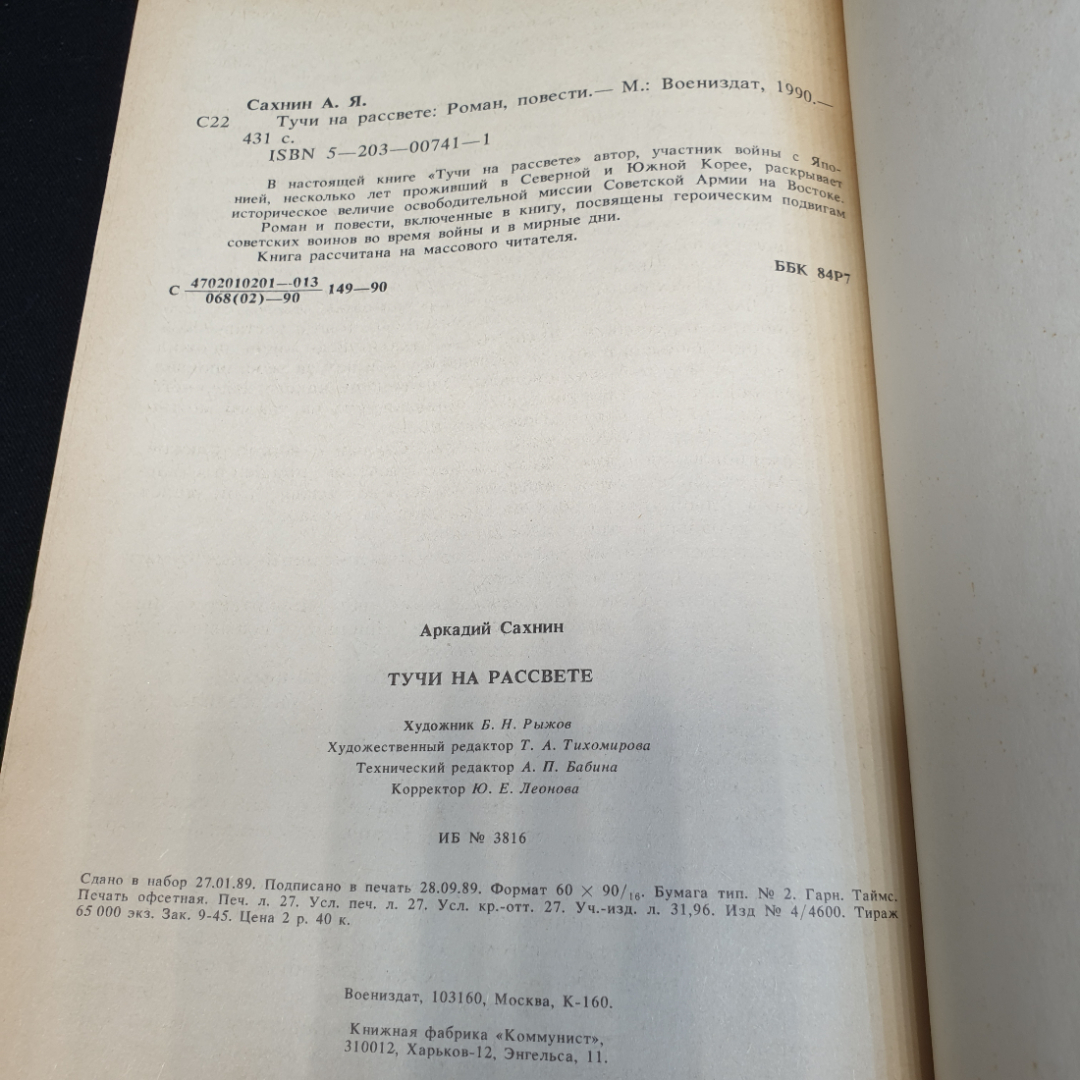 Сахнин А. Я.
С22 Тучи на рассвете: Роман, повести.— М.: Воениздат, 1990.—
431 с.
ISBN 5—203—00741—1
В настоящей книге «Тучи на рассвете» автор, участник войны с Япо-
нией, несколько лет проживший в Северной и Южной Корее, раскрывает
историческое величие освободительной миссии Советской Армии на Востоке.
Роман и повести, включенные в книгу, посвящены героическим подвигам
советских воинов во время войны и в мирные дни.
Книга рассчитана на массового читателя.
С 4702010201—013
068(02)—90 149—90
ББК 84Р7
Аркадий Сахнин
ТУЧИ НА РАССВЕТЕ
Художник Б. Н. Рыжов
Художественный редактор Т. А. Тихомирова
Технический редактор А. П. Бабина
Корректор Ю. Е. Леонова
ИБ № 3816
Сдано в набор 27.01.89. Подписано в печать 28.09.89. Формат 60 × 90/16. Бумага тип. № 2. Гарн. Таймс.
Печать офсетная. Печ. л. 27. Усл. печ. л. 27. Усл. кр.-отт. 27. Уч.-изд. л. 31,96. Изд № 4/4600. Тираж
65 000 экз. Зак. 9-45. Цена 2 р. 40 к.
Воениздат, 103160, Москва, К-160.
Книжная фабрика «Коммунист»,
310012, Харьков-12, Энгельса, 11.